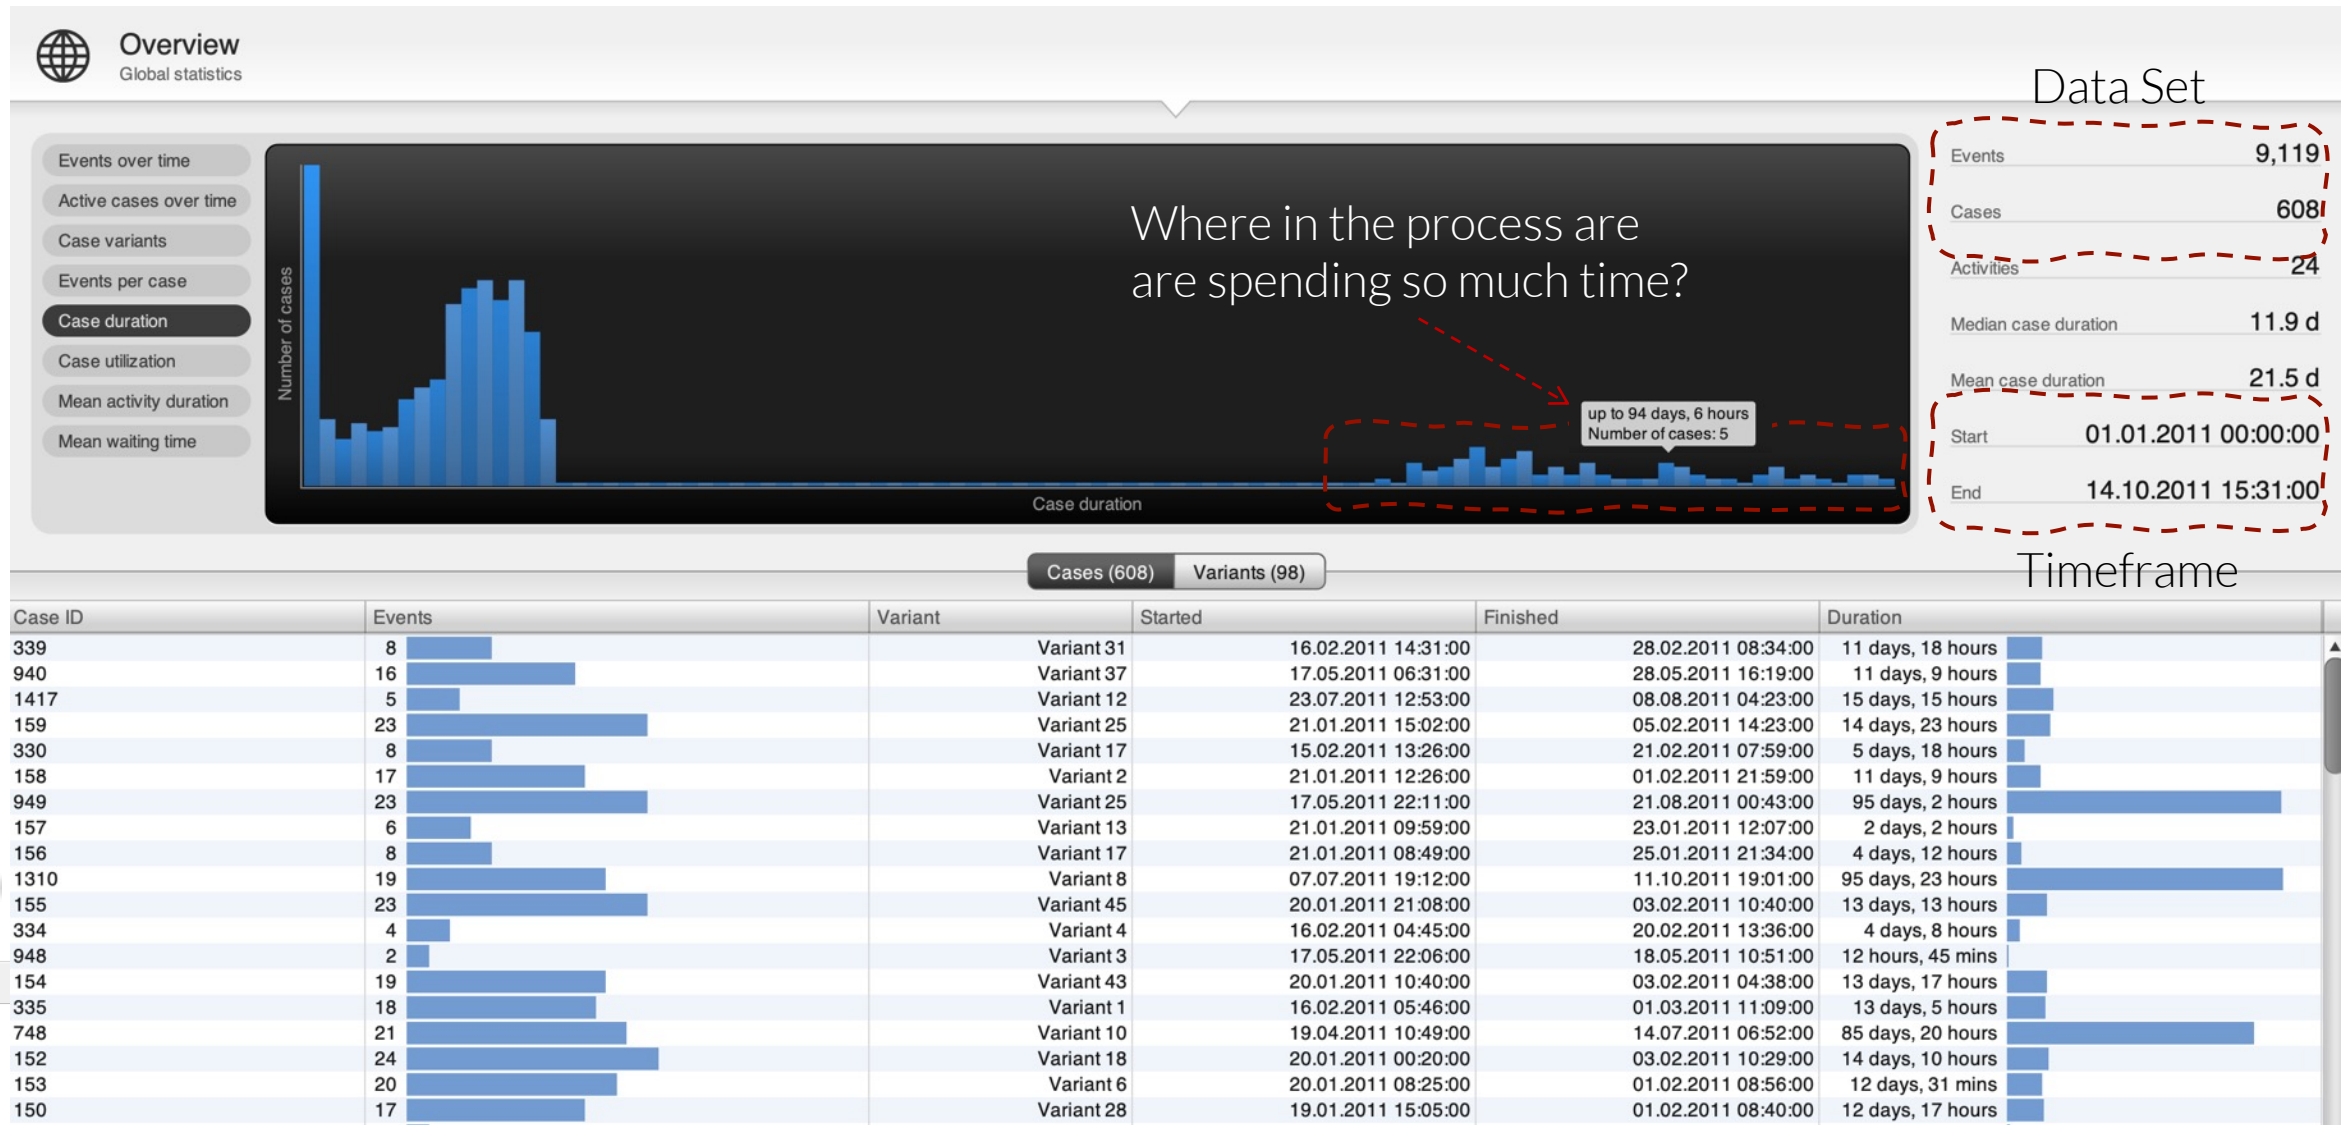 Overview
Global statistics
Data Set
Events over time
Active cases over time
Case variants
Events per case
Case duration
Case utilization
Mean activity duration
Mean waiting time
Number of cases
Where in the process are
are spending so much time?
up to 94 days, 6 hours
Number of cases: 5
Case duration
Events 9,119
Cases 608
Activities 24
Median case duration 11.9 d
Mean case duration 21.5 d
Start 01.01.2011 00:00:00
End 14.10.2011 15:31:00
Timeframe
Cases (608) Variants (98)
Case ID Events Variant Started Finished Duration
339 8 Variant 31 16.02.2011 14:31:00 28.02.2011 08:34:00 11 days, 18 hours
940 16 Variant 37 17.05.2011 06:31:00 28.05.2011 16:19:00 11 days, 9 hours
1417 5 Variant 12 23.07.2011 12:53:00 08.08.2011 04:23:00 15 days, 15 hours
159 23 Variant 25 21.01.2011 15:02:00 05.02.2011 14:23:00 14 days, 23 hours
330 8 Variant 17 15.02.2011 13:26:00 21.02.2011 07:59:00 5 days, 18 hours
158 17 Variant 2 21.01.2011 12:26:00 01.02.2011 21:59:00 11 days, 9 hours
949 23 Variant 25 17.05.2011 22:11:00 21.08.2011 00:43:00 95 days, 2 hours
157 6 Variant 13 21.01.2011 09:59:00 23.01.2011 12:07:00 2 days, 2 hours
156 8 Variant 17 21.01.2011 08:49:00 25.01.2011 21:34:00 4 days, 12 hours
1310 19 Variant 8 07.07.2011 19:12:00 11.10.2011 19:01:00 95 days, 23 hours
155 23 Variant 45 20.01.2011 21:08:00 03.02.2011 10:40:00 13 days, 13 hours
334 4 Variant 4 16.02.2011 04:45:00 20.02.2011 13:36:00 4 days, 8 hours
948 2 Variant 3 17.05.2011 22:06:00 18.05.2011 10:51:00 12 hours, 45 mins
154 19 Variant 43 20.01.2011 10:40:00 03.02.2011 04:38:00 13 days, 17 hours
335 18 Variant 1 16.02.2011 05:46:00 01.03.2011 11:09:00 13 days, 5 hours
748 21 Variant 10 19.04.2011 10:49:00 14.07.2011 06:52:00 85 days, 20 hours
152 24 Variant 18 20.01.2011 00:20:00 03.02.2011 10:29:00 14 days, 10 hours
153 20 Variant 6 20.01.2011 08:25:00 01.02.2011 08:56:00 12 days, 31 mins
150 17 Variant 28 19.01.2011 15:05:00 01.02.2011 08:40:00 12 days, 17 hours